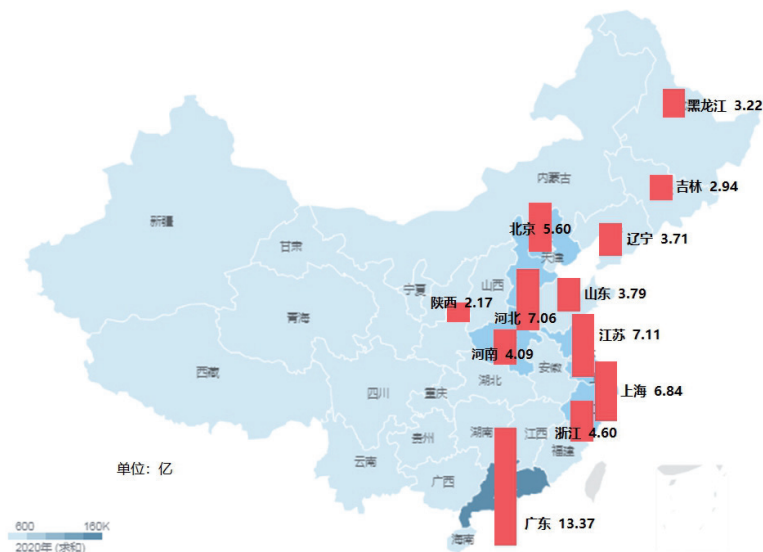 黑龙江 3.22
吉林 2.94
内蒙古
北京 5.60
辽宁 3.71
新疆
天津
甘肃
山西
宁夏
山东 3.79
陕西 2.17
河北 7.06
青海
江苏 7.11
河南 4.09
安徽
西藏
湖北
上海 6.84
四川
重庆
浙江 4.60
湖南
江西
贵州
福建
云南
单位：亿
广西
广东 13.37
600
160K
2020年 (求和)
海南